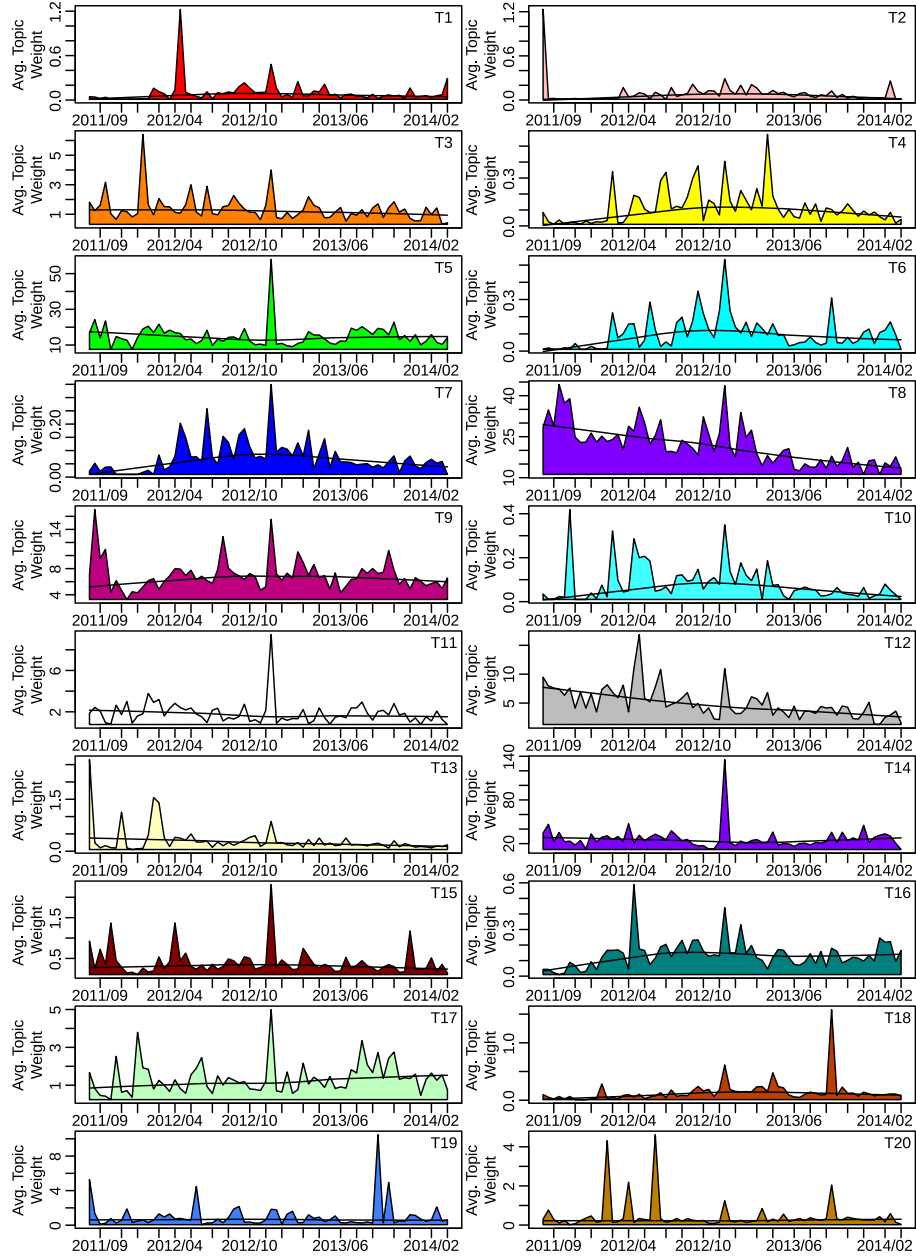 Avg. Topic
Weight
0.0 0.6 1.2
T1
2011/09 2012/04 2012/10 2013/06 2014/02
Avg. Topic
Weight
0.0 0.6 1.2
T2
2011/09 2012/04 2012/10 2013/06 2014/02
Avg. Topic
Weight
1 3 5
T3
2011/09 2012/04 2012/10 2013/06 2014/02
Avg. Topic
Weight
0.0 0.3
T4
2011/09 2012/04 2012/10 2013/06 2014/02
Avg. Topic
Weight
10 30 50
T5
2011/09 2012/04 2012/10 2013/06 2014/02
Avg. Topic
Weight
0.0 0.3
T6
2011/09 2012/04 2012/10 2013/06 2014/02
Avg. Topic
Weight
0.00 0.20
T7
2011/09 2012/04 2012/10 2013/06 2014/02
Avg. Topic
Weight
10 25 40
T8
2011/09 2012/04 2012/10 2013/06 2014/02
Avg. Topic
Weight
4 8 14
T9
2011/09 2012/04 2012/10 2013/06 2014/02
Avg. Topic
Weight
0.0 0.2 0.4
T10
2011/09 2012/04 2012/10 2013/06 2014/02
Avg. Topic
Weight
2 6
T11
2011/09 2012/04 2012/10 2013/06 2014/02
Avg. Topic
Weight
5 10
T12
2011/09 2012/04 2012/10 2013/06 2014/02
Avg. Topic
Weight
0.0 1.5
T13
2011/09 2012/04 2012/10 2013/06 2014/02
Avg. Topic
Weight
20 80 140
T14
2011/09 2012/04 2012/10 2013/06 2014/02
Avg. Topic
Weight
0.5 1.5
T15
2011/09 2012/04 2012/10 2013/06 2014/02
Avg. Topic
Weight
0.0 0.3 0.6
T16
2011/09 2012/04 2012/10 2013/06 2014/02
Avg. Topic
Weight
1 3 5
T17
2011/09 2012/04 2012/10 2013/06 2014/02
Avg. Topic
Weight
0.0 1.0
T18
2011/09 2012/04 2012/10 2013/06 2014/02
Avg. Topic
Weight
0 4 8
T19
2011/09 2012/04 2012/10 2013/06 2014/02
Avg. Topic
Weight
0 2 4
T20
2011/09 2012/04 2012/10 2013/06 2014/02